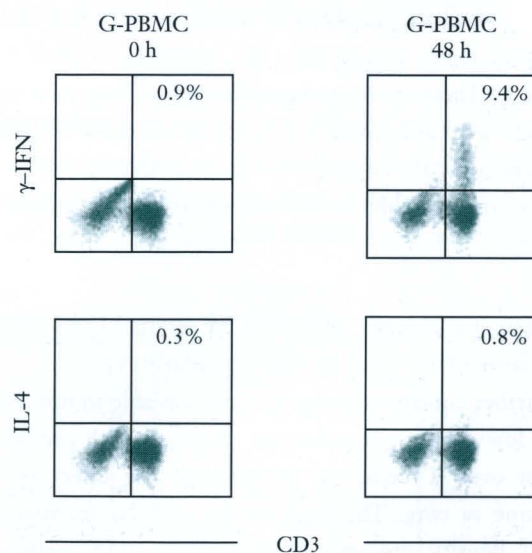 G-PBMC
0 h
G-PBMC
48 h
γ-IFN
0.9%
9.4%
IL-4
0.3%
0.8%
CD3